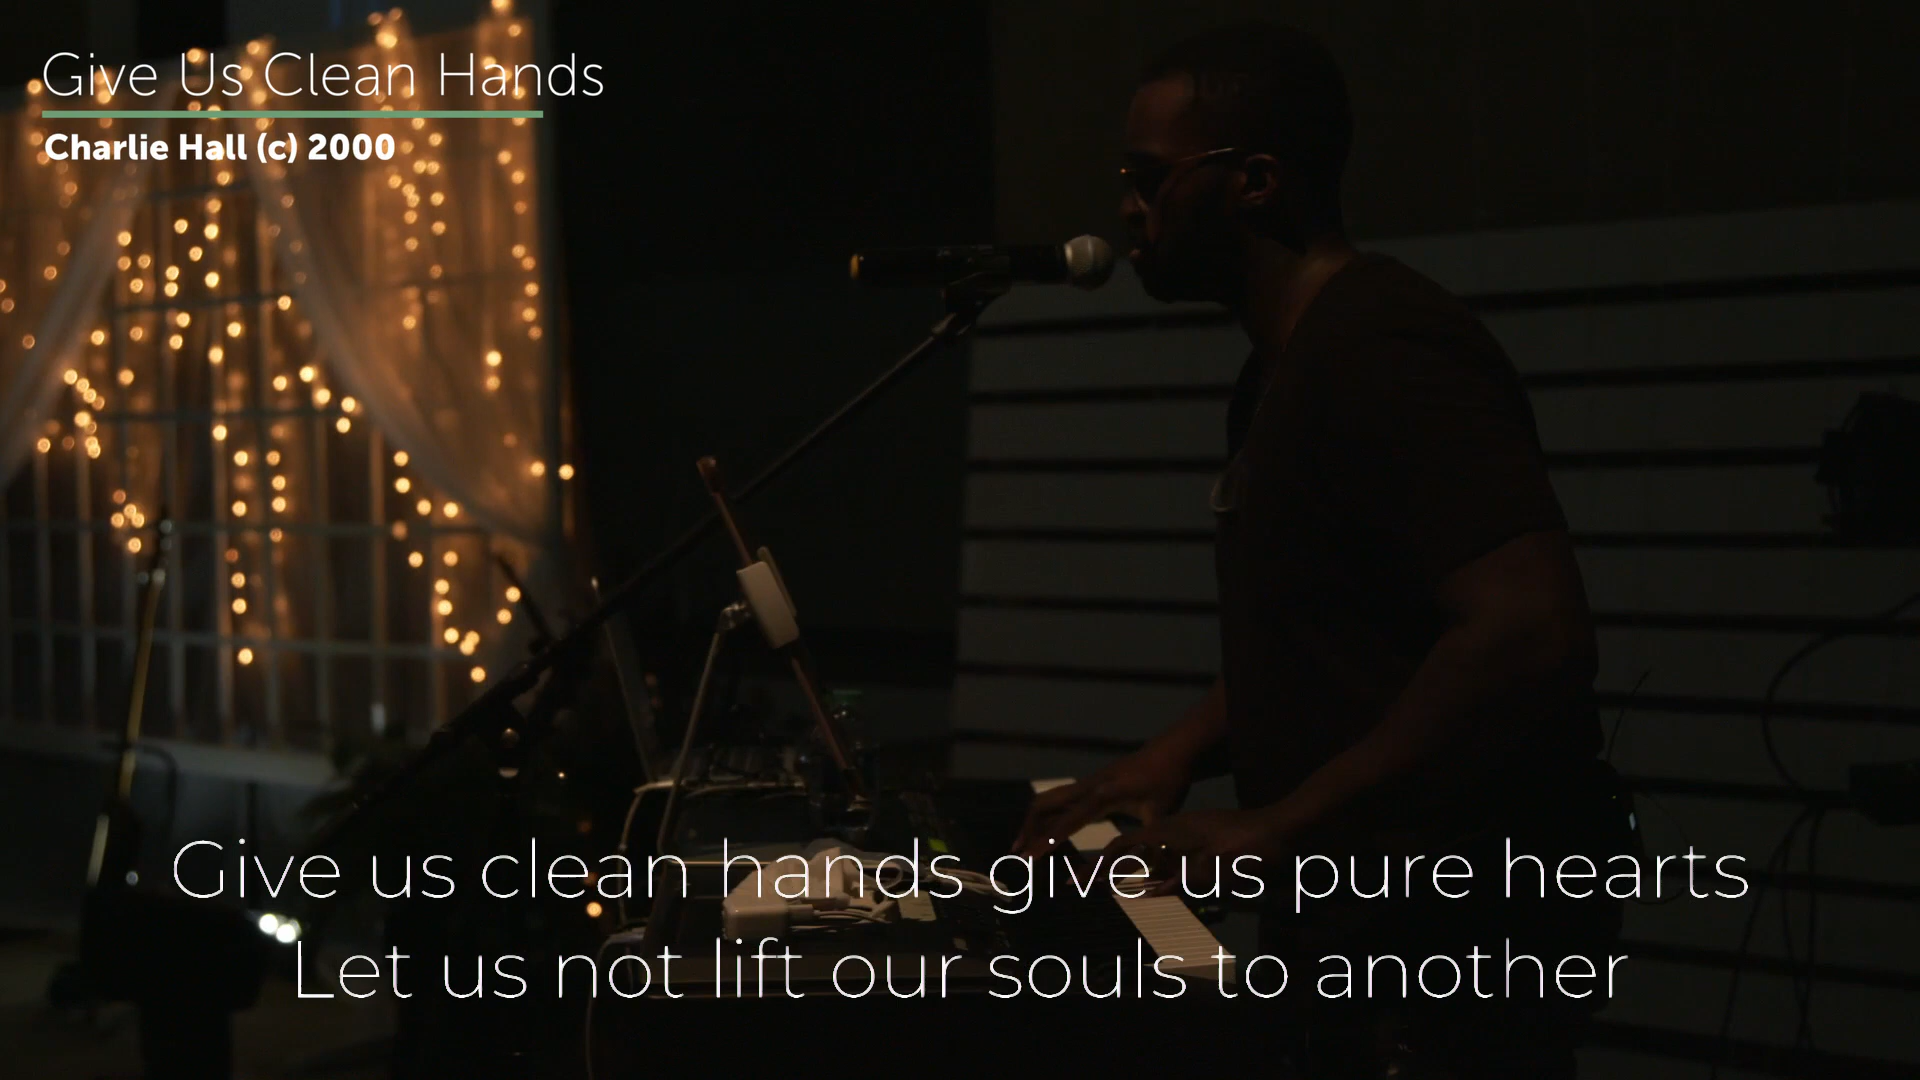 Give Us Clean Hands
Charlie Hall (c) 2000
Give us clean hands give us pure hearts
Let us not lift our souls to another